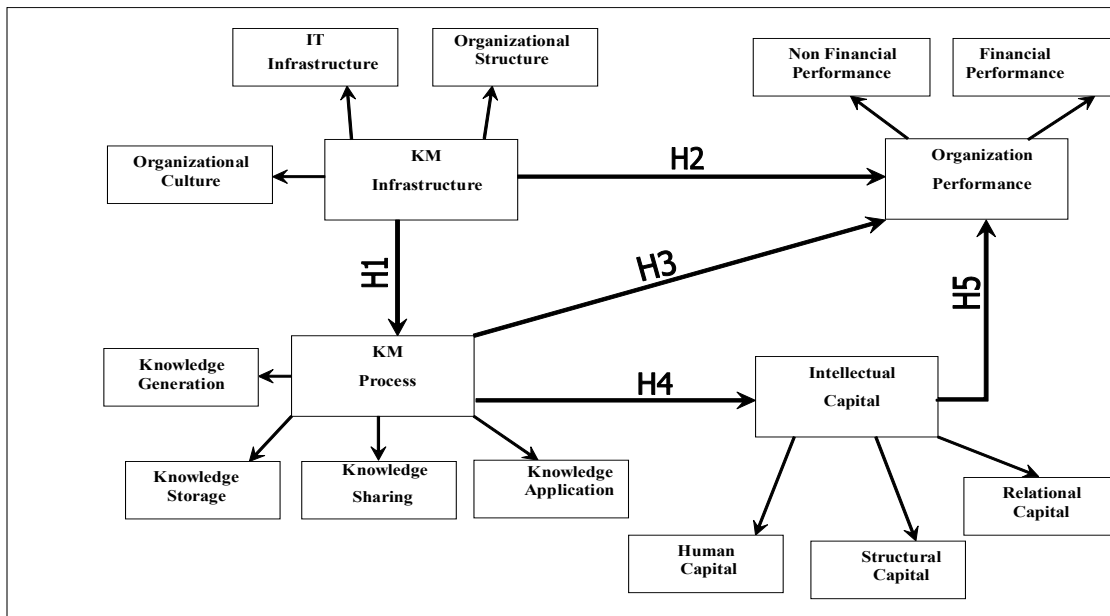 IT
Infrastructure
Organizational
Structure
Non Financial
Performance
Financial
Performance
Organizational
Culture
KM
Infrastructure
H2
Organization
Performance
H1
H3
H5
Knowledge
Generation
KM
Process
H4
Intellectual
Capital
Knowledge
Storage
Knowledge
Sharing
Knowledge
Application
Relational
Capital
Human
Capital
Structural
Capital